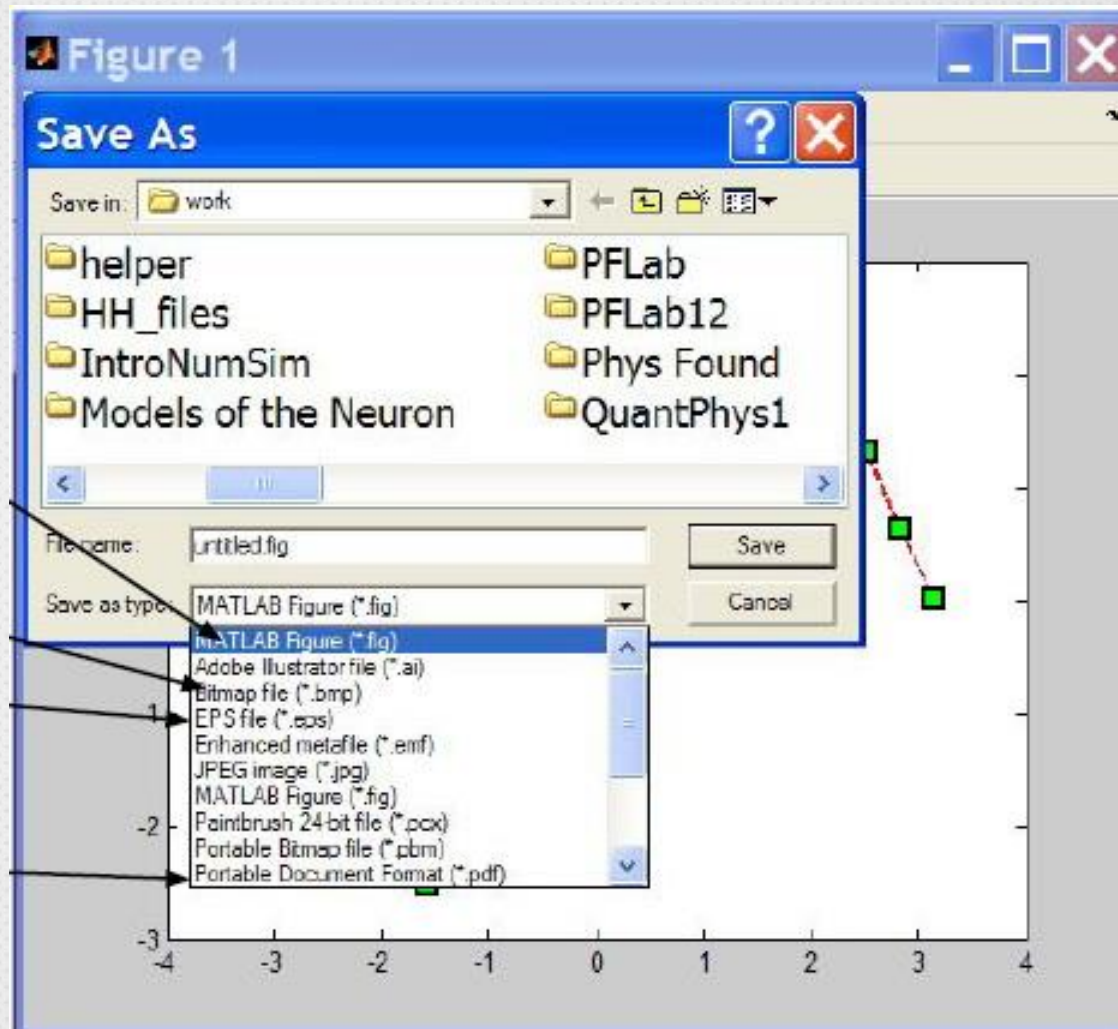 Figure 1
Save As
Save in: work
helper
HH_files
IntroNumSim
Models of the Neuron
PFLab
PFLab12
Phys Found
QuantPhys1
File name: untitled.fig
Save
Save as type: MATLAB Figure (*.fig)
Cancel
MATLAB Figure (*.fig)
Adobe Illustrator file (*.ai)
Bitmap file (*.bmp)
EPS file (*.eps)
Enhanced metafile (*.emf)
JPEG image (*.jpg)
MATLAB Figure (*.fig)
Paintbrush 24-bit file (*.pcx)
Portable Bitmap file (*.pbm)
Portable Document Format (*.pdf)
-1
-2
-3
-4 -3 -2 -1 0 1 2 3 4